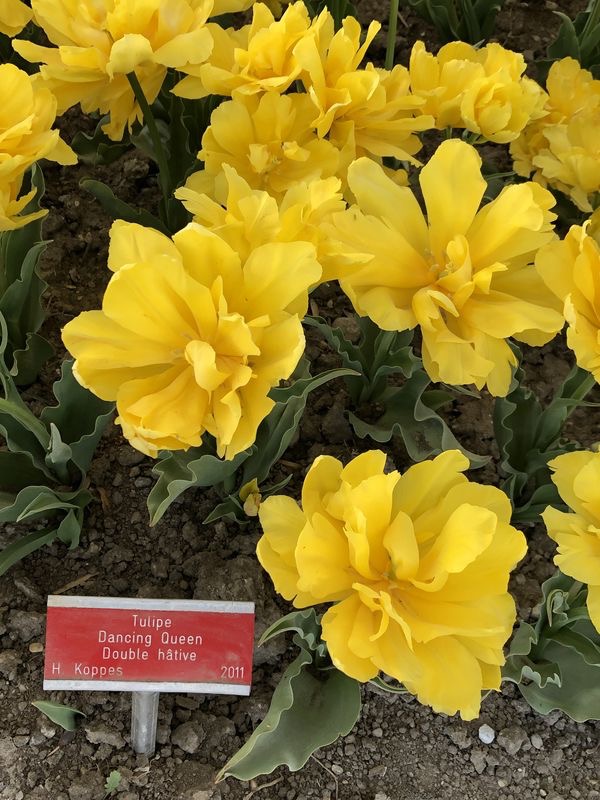 Tulipe
Dancing Queen
Double hâtive
H Koppes 2011